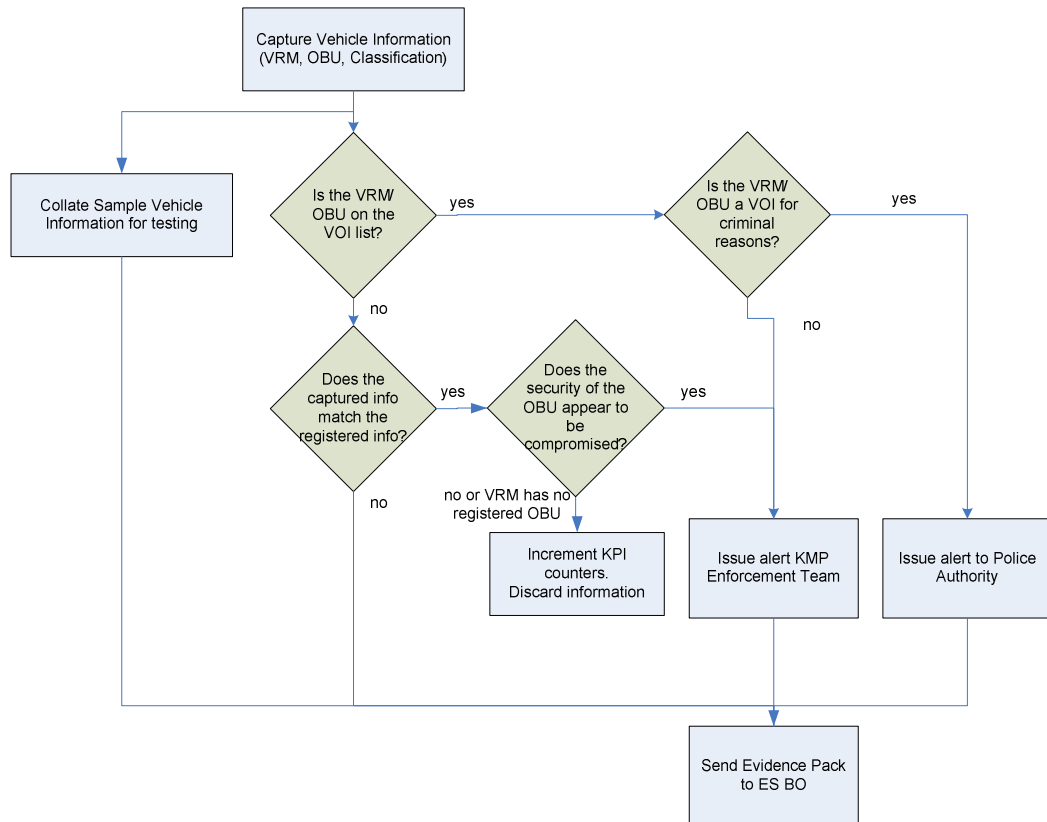 Capture Vehicle Information
(VRM, OBU, Classification)
Collate Sample Vehicle
Information for testing
Is the VRM/
OBU on the
VOI list?
yes
Is the VRM/
OBU a VOI for
criminal
reasons?
yes
no
no
Does the
captured info
match the
registered info?
yes
Does the
security of the
OBU appear to
be
compromised?
yes
no
no or VRM has no
registered OBU
Increment KPI
counters.
Discard information
Issue alert KMP
Enforcement Team
Issue alert to Police
Authority
Send Evidence Pack
to ES BO